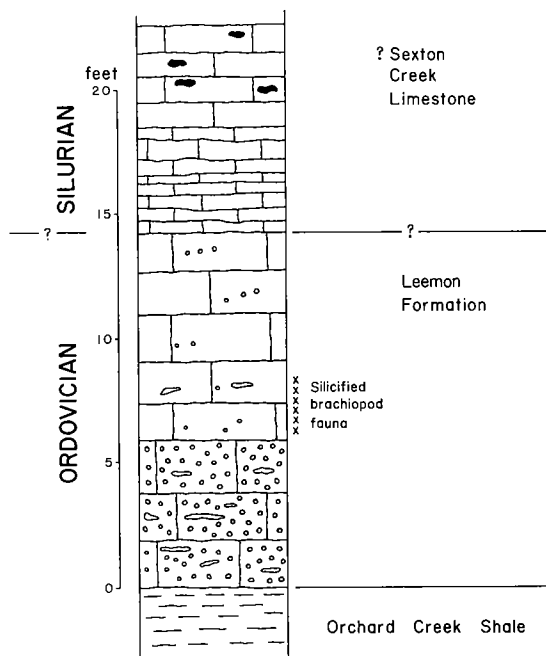 feet
20
15
10
5
0
SILURIAN
ORDOVICIAN
?
?
? Sexton
Creek
Limestone
Leemon
Formation
x Silicified
x brachiopod
x fauna
Orchard Creek Shale